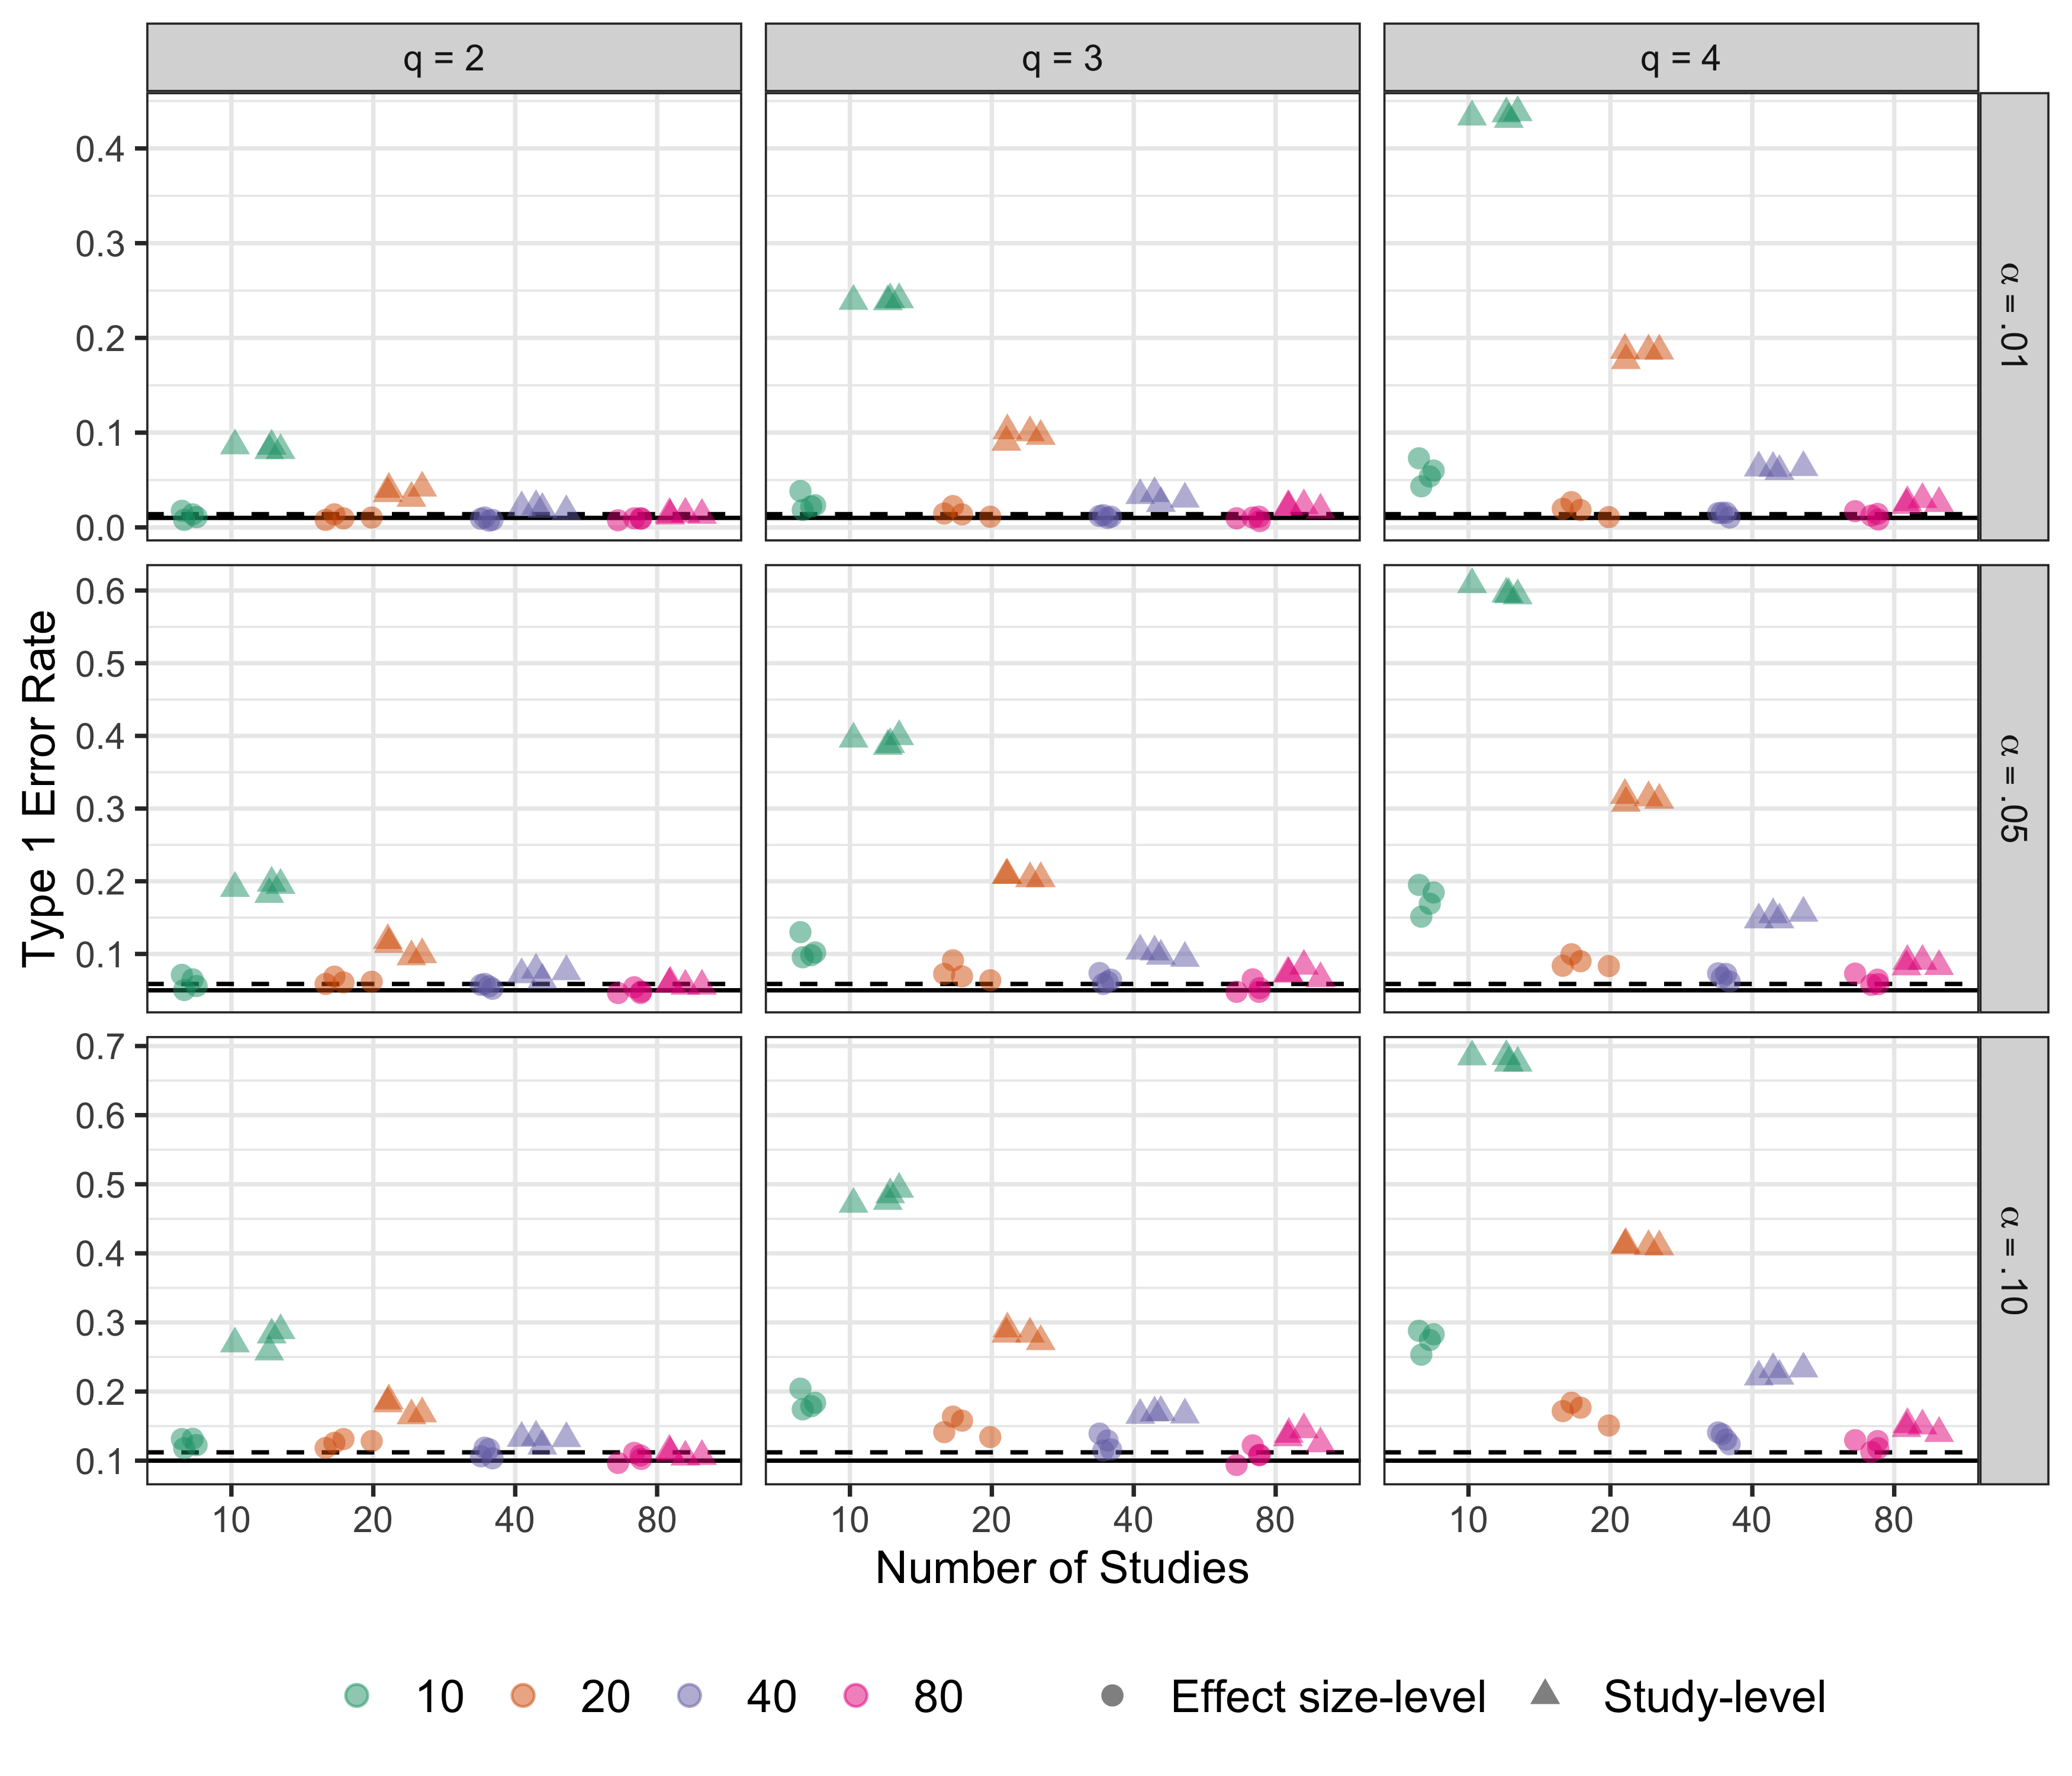 q = 2
q = 3
q = 4
0.4
0.3
0.2
0.1
0.0
α = .01
0.6
0.5
0.4
0.3
0.2
0.1
α = .05
0.7
0.6
0.5
0.4
0.3
0.2
0.1
α = .10
Type 1 Error Rate
10 20 40 80
10 20 40 80
10 20 40 80
Number of Studies
10 20 40 80 Effect size-level Study-level